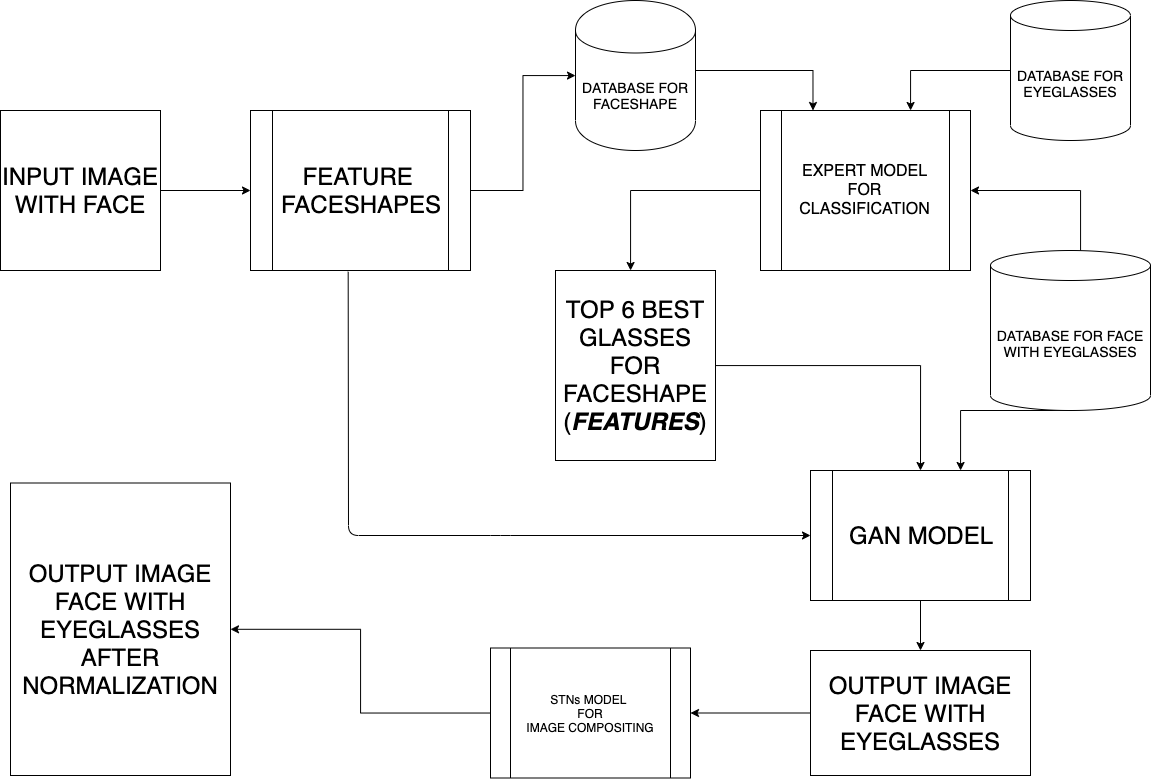 DATABASE FOR
FACESHAPE
DATABASE FOR
EYEGLASSES
INPUT IMAGE
WITH FACE
FEATURE
FACESHAPES
EXPERT MODEL
FOR
CLASSIFICATION
TOP 6 BEST
GLASSES
FOR
FACESHAPE
(FEATURES)
DATABASE FOR FACE
WITH EYEGLASSES
GAN MODEL
OUTPUT IMAGE
FACE WITH
EYEGLASSES
AFTER
NORMALIZATION
STNs MODEL
FOR
IMAGE COMPOSITING
OUTPUT IMAGE
FACE WITH
EYEGLASSES